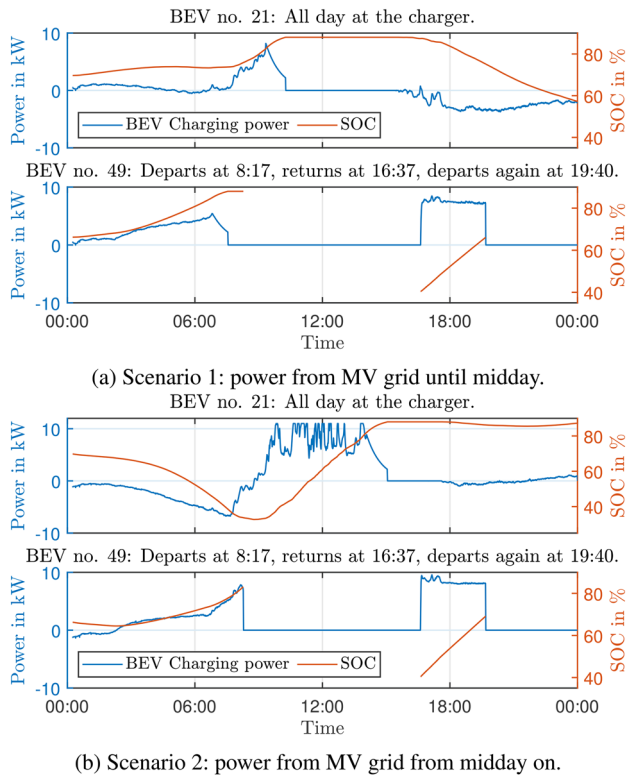 BEV no. 21: All day at the charger.
10
0
-10
Power in kW
80
60
40
SOC in %
BEV Charging power
SOC
BEV no. 49: Departs at 8:17, returns at 16:37, departs again at 19:40.
10
0
-10
Power in kW
80
60
40
SOC in %
00:00 06:00 12:00 18:00 00:00
Time
(a) Scenario 1: power from MV grid until midday.
BEV no. 21: All day at the charger.
10
0
-10
Power in kW
80
60
40
SOC in %
BEV no. 49: Departs at 8:17, returns at 16:37, departs again at 19:40.
10
0
-10
Power in kW
80
60
40
SOC in %
BEV Charging power
SOC
00:00 06:00 12:00 18:00 00:00
Time
(b) Scenario 2: power from MV grid from midday on.